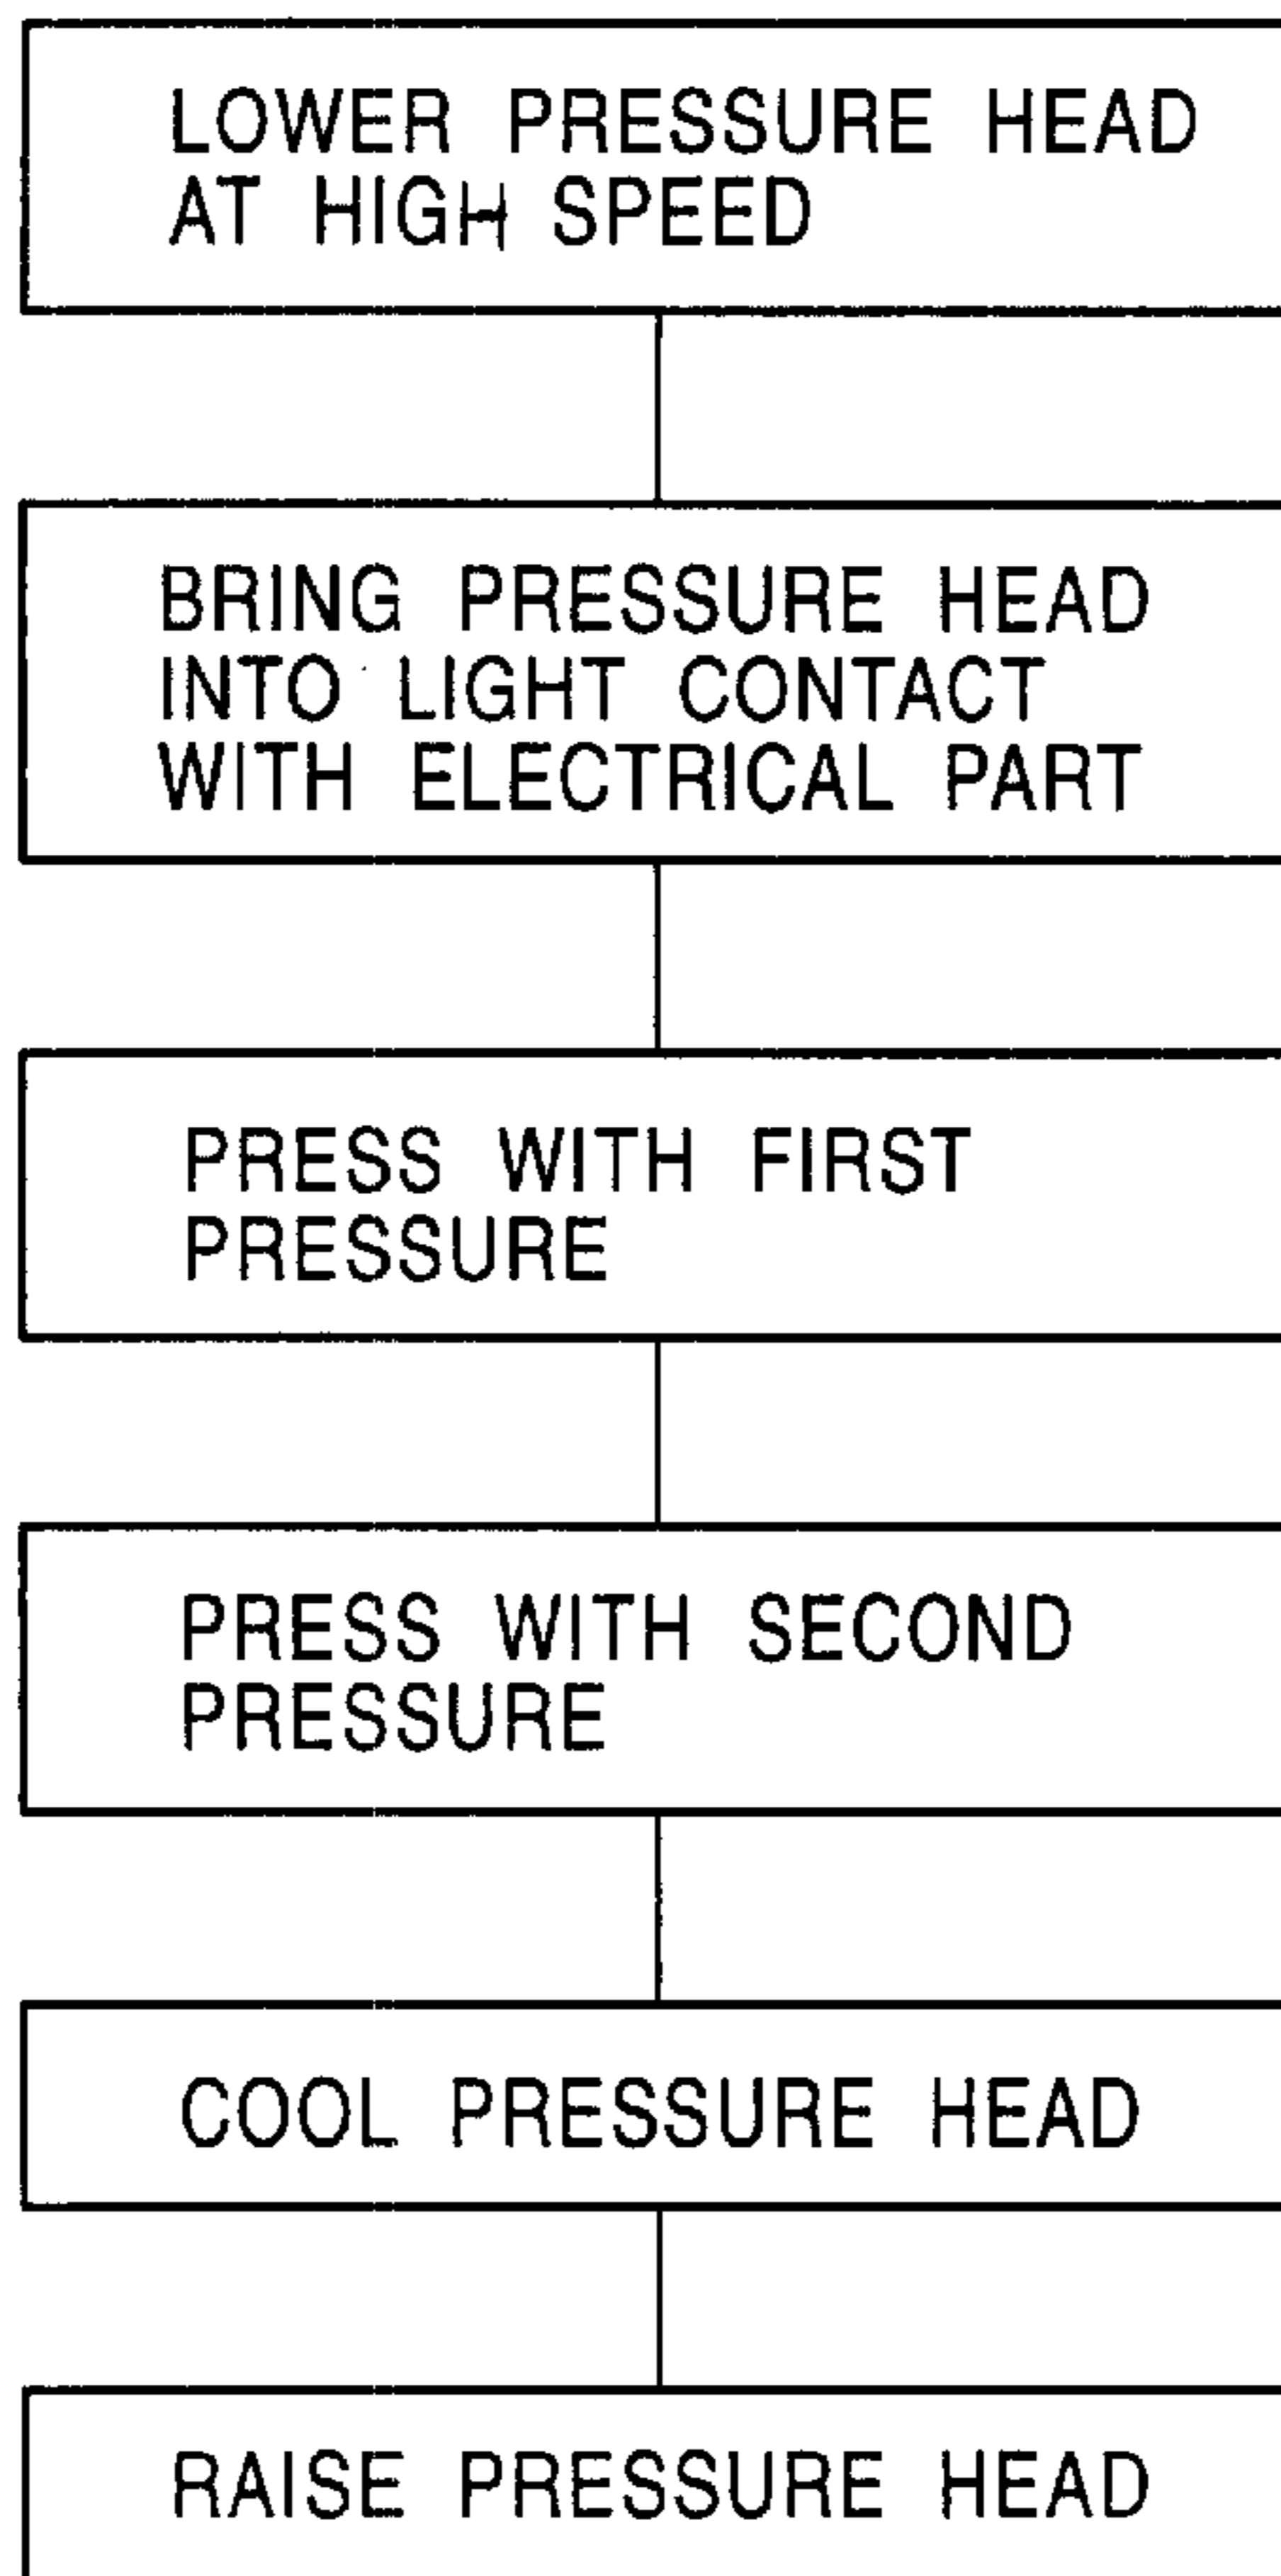 LOWER PRESSURE HEAD
AT HIGH SPEED
BRING PRESSURE HEAD
INTO LIGHT CONTACT
WITH ELECTRICAL PART
PRESS WITH FIRST
PRESSURE
PRESS WITH SECOND
PRESSURE
COOL PRESSURE HEAD
RAISE PRESSURE HEAD